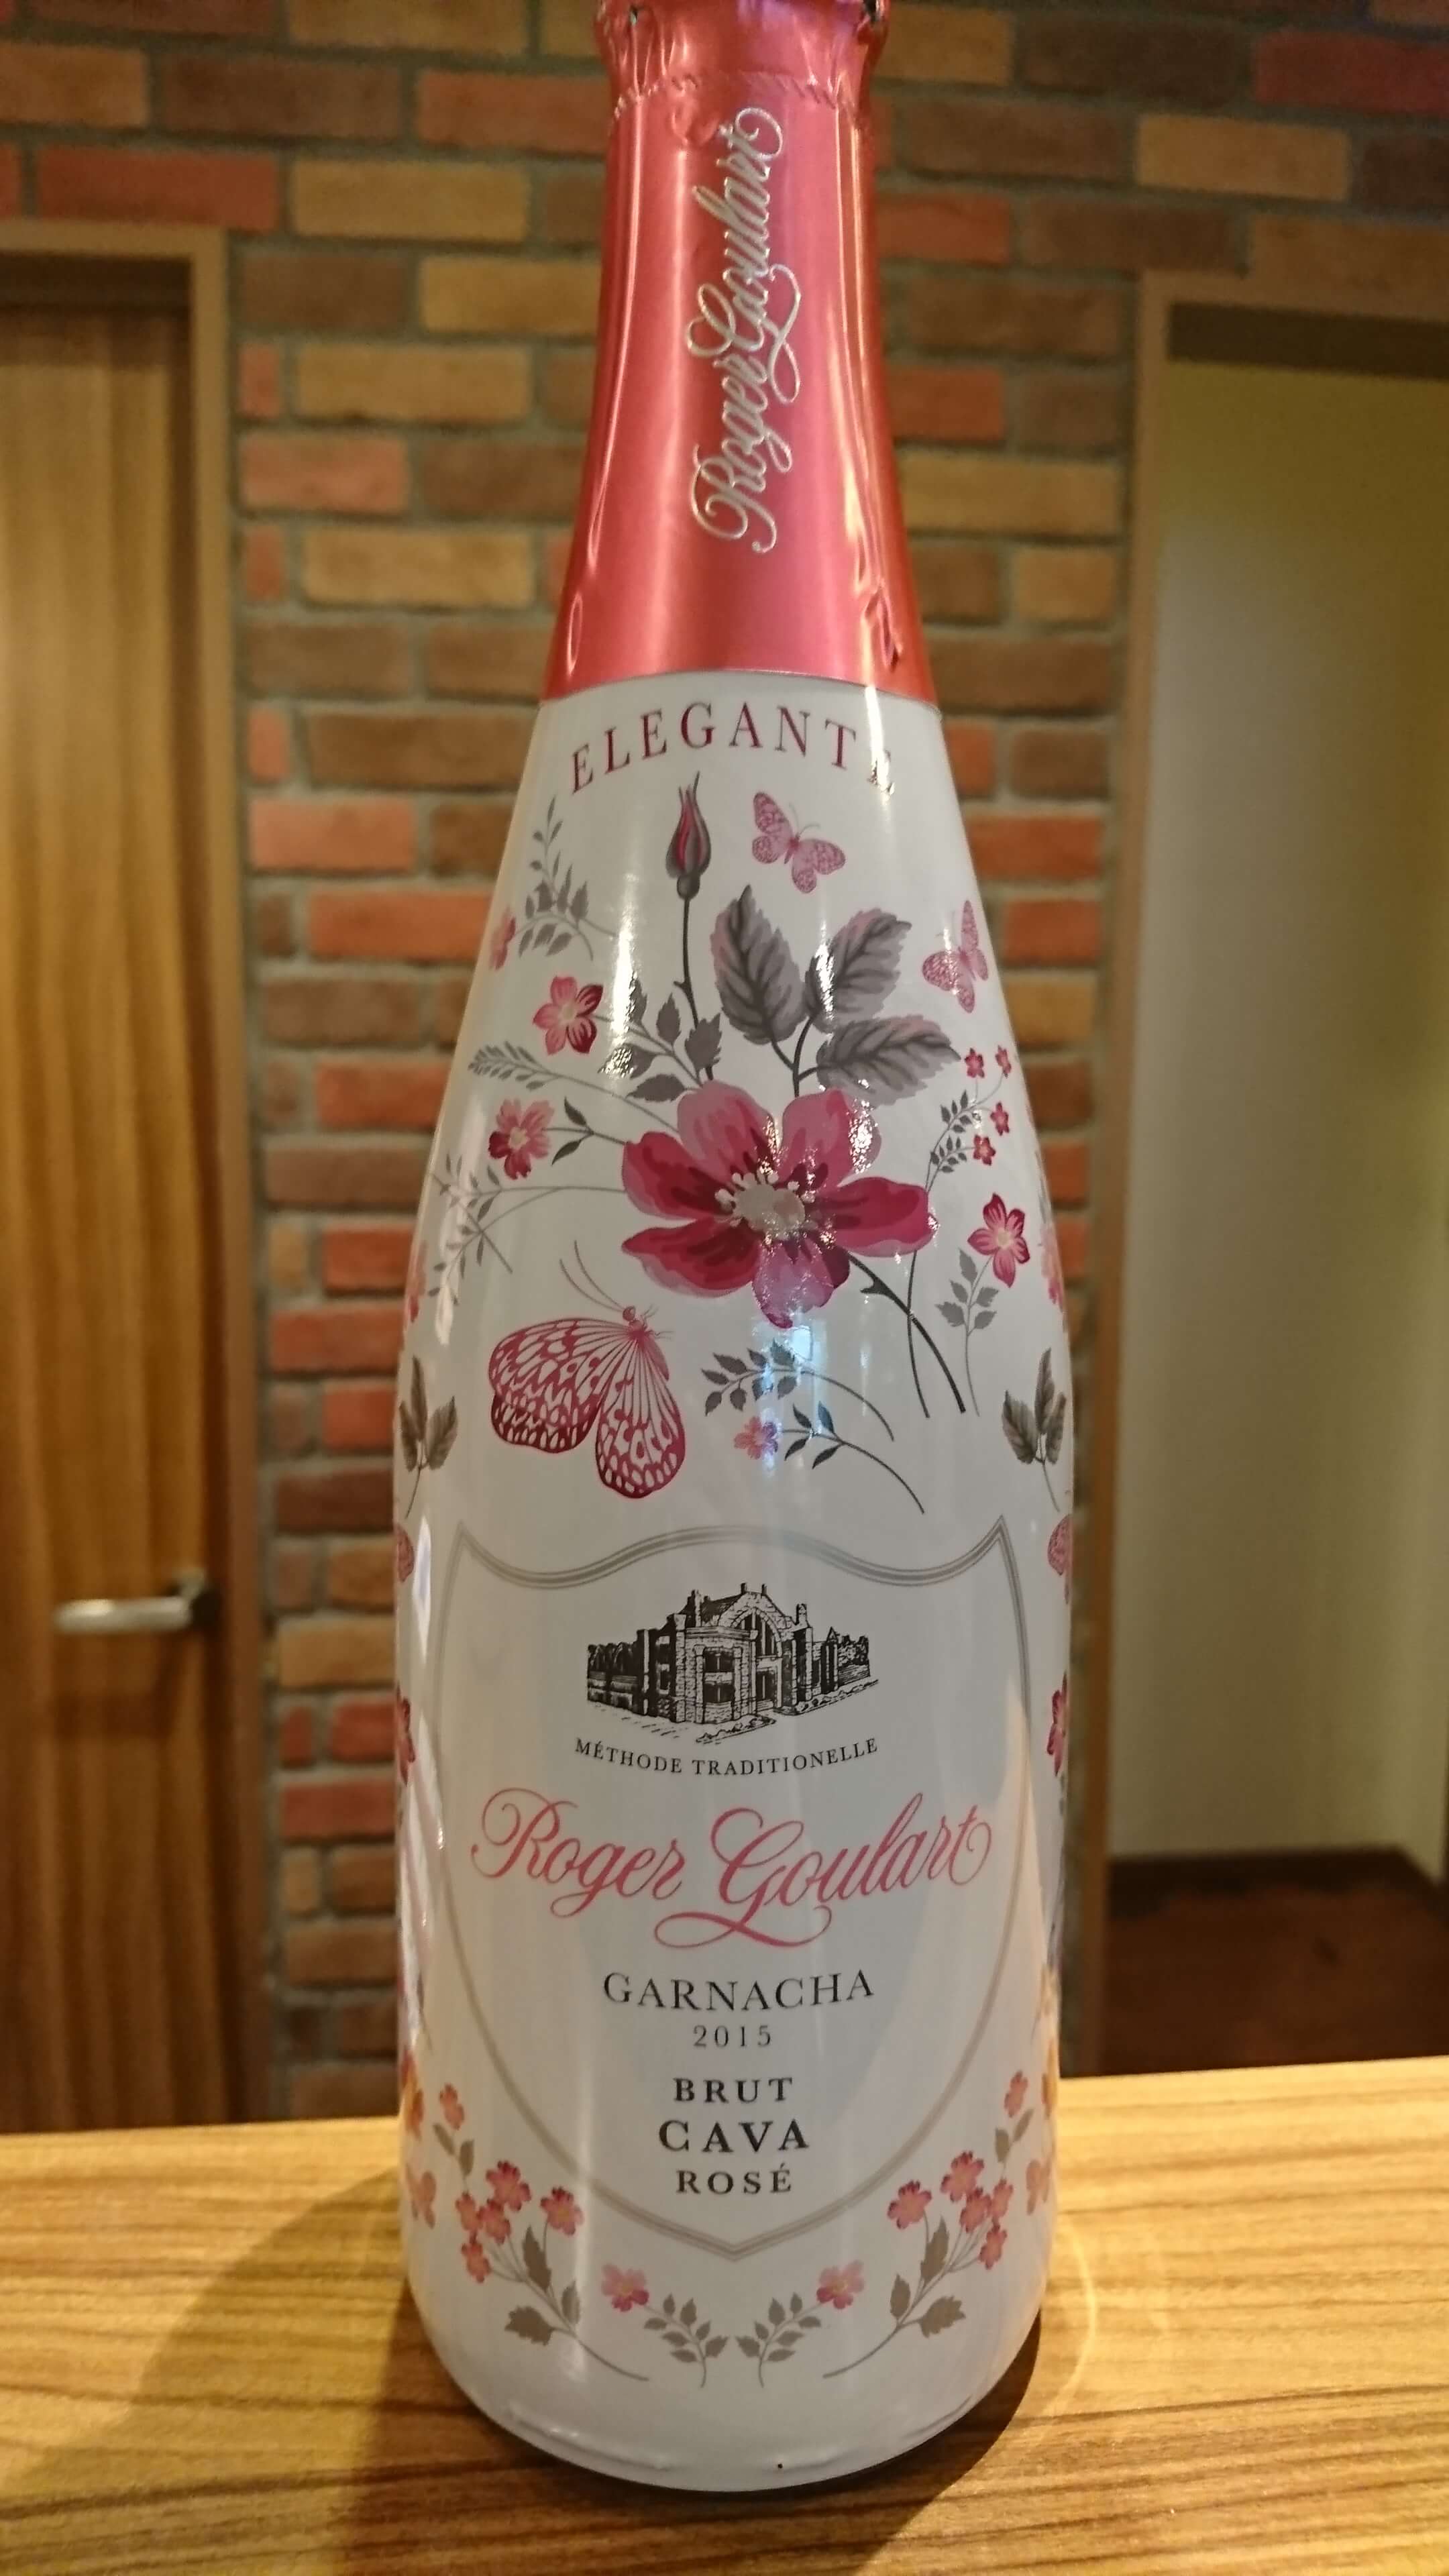 Roger Goulart
ELEGANTE
MÉTHODE TRADITIONELLE
Roger Goulart
GARNACHA
2015
BRUT
CAVA
ROSÉ